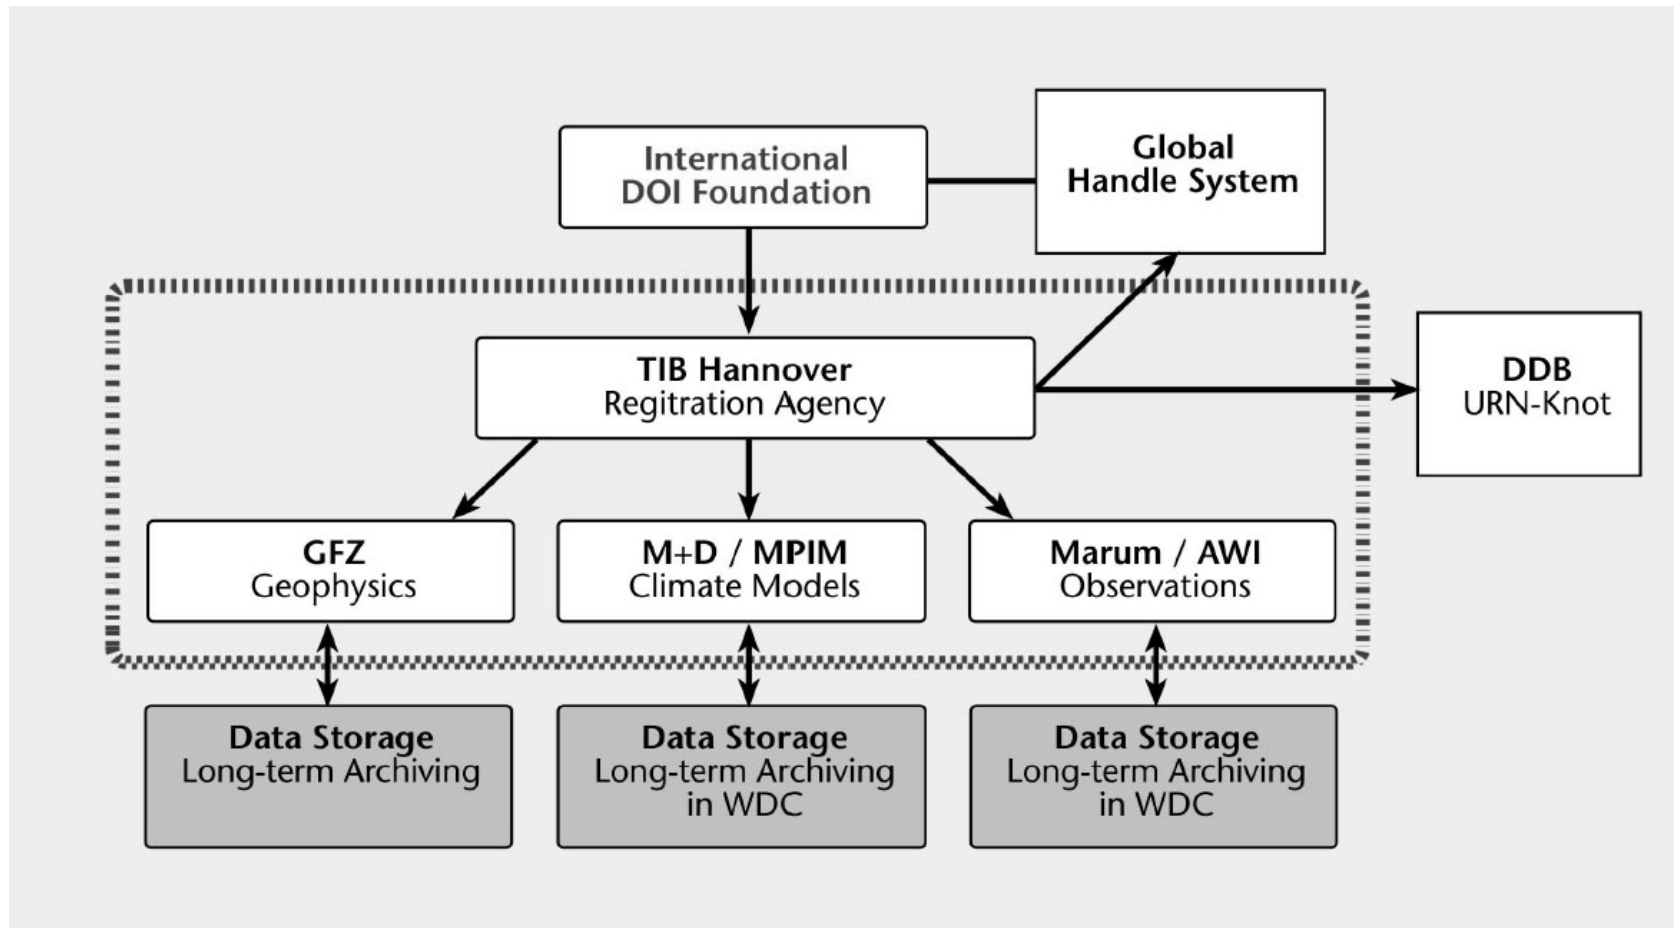 International
DOI Foundation
Global
Handle System
TIB Hannover
Regitration Agency
DDB
URN-Knot
GFZ
Geophysics
M+D / MPIM
Climate Models
Marum / AWI
Observations
Data Storage
Long-term Archiving
Data Storage
Long-term Archiving
in WDC
Data Storage
Long-term Archiving
in WDC